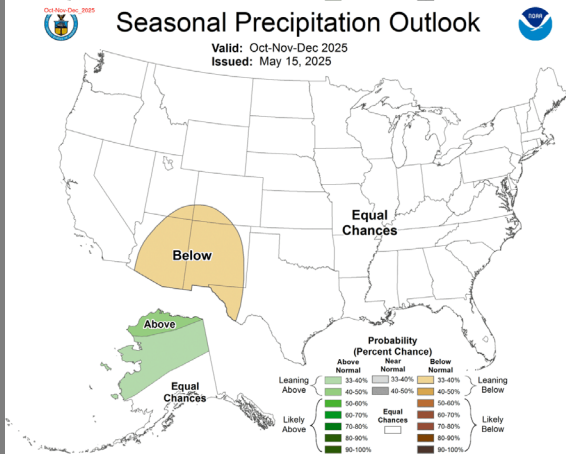 Oct-Nov-Dec_2025
Seasonal Precipitation Outlook
NOAA
Valid: Oct-Nov-Dec 2025
Issued: May 15, 2025
Equal
Chances
Below
Above
Equal
Chances
Probability
(Percent Chance)
Above
Normal
Near
Normal
Below
Normal
Leaning
Above
33-40%
33-40%
33-40%
Leaning
Below
40-50%
40-50%
40-50%
Likely
Above
50-60%
60-70%
70-80%
80-90%
90-100%
Equal
Chances
50-60%
60-70%
70-80%
80-90%
90-100%
Likely
Below